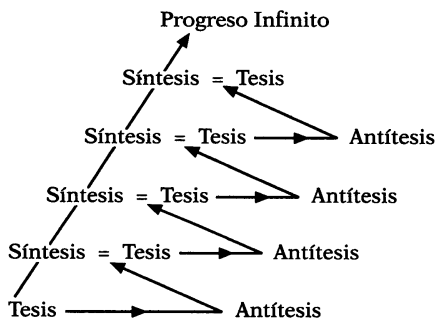 Progreso Infinito
Síntesis = Tesis
Síntesis = Tesis Antítesis
Síntesis = Tesis Antítesis
Síntesis = Tesis Antítesis
Tesis Antítesis